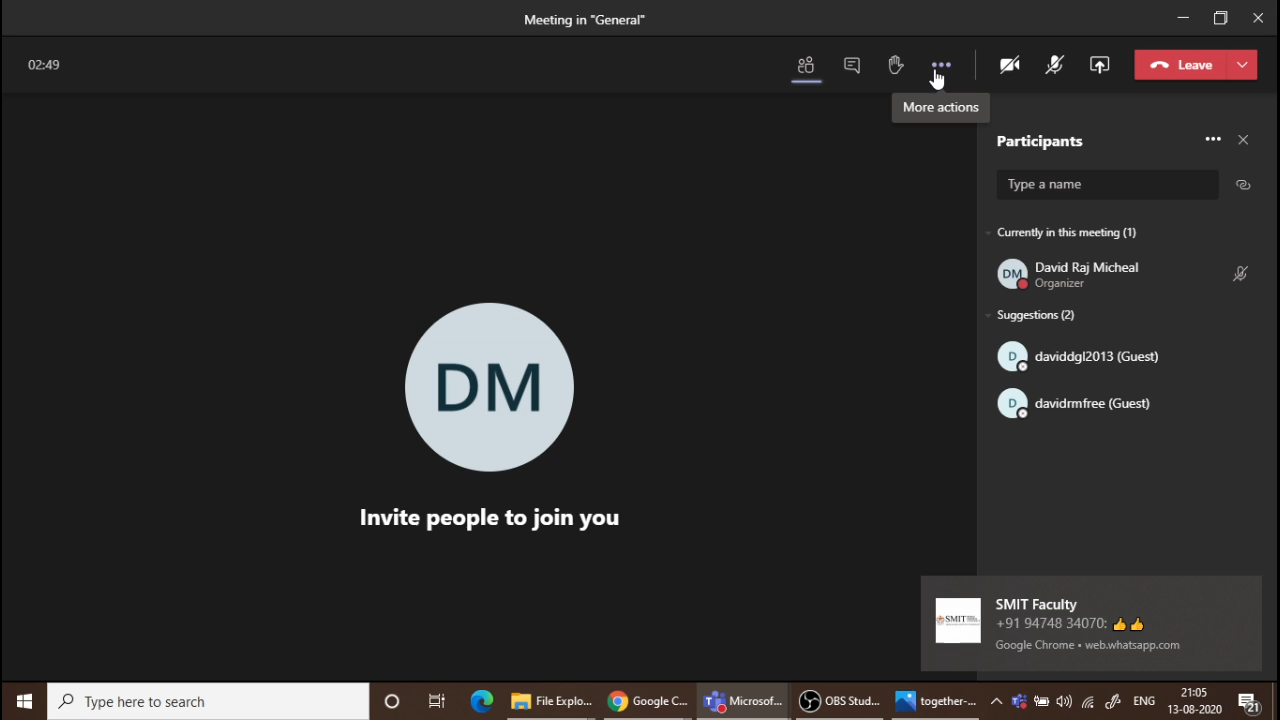 Meeting in "General"
02:49
Leave
More actions
Participants
Type a name
Currently in this meeting (1)
DM
David Raj Micheal
Organizer
Suggestions (2)
D
daviddgl2013 (Guest)
D
davidrmfree (Guest)
DM
Invite people to join you
SMIT
SMIT Faculty
+91 94748 34070: 👍👍
Google Chrome • web.whatsapp.com
Type here to search
File Explo...
Google C...
Microsof...
OBS Stud...
together-...
ENG
21:05
13-08-2020
21